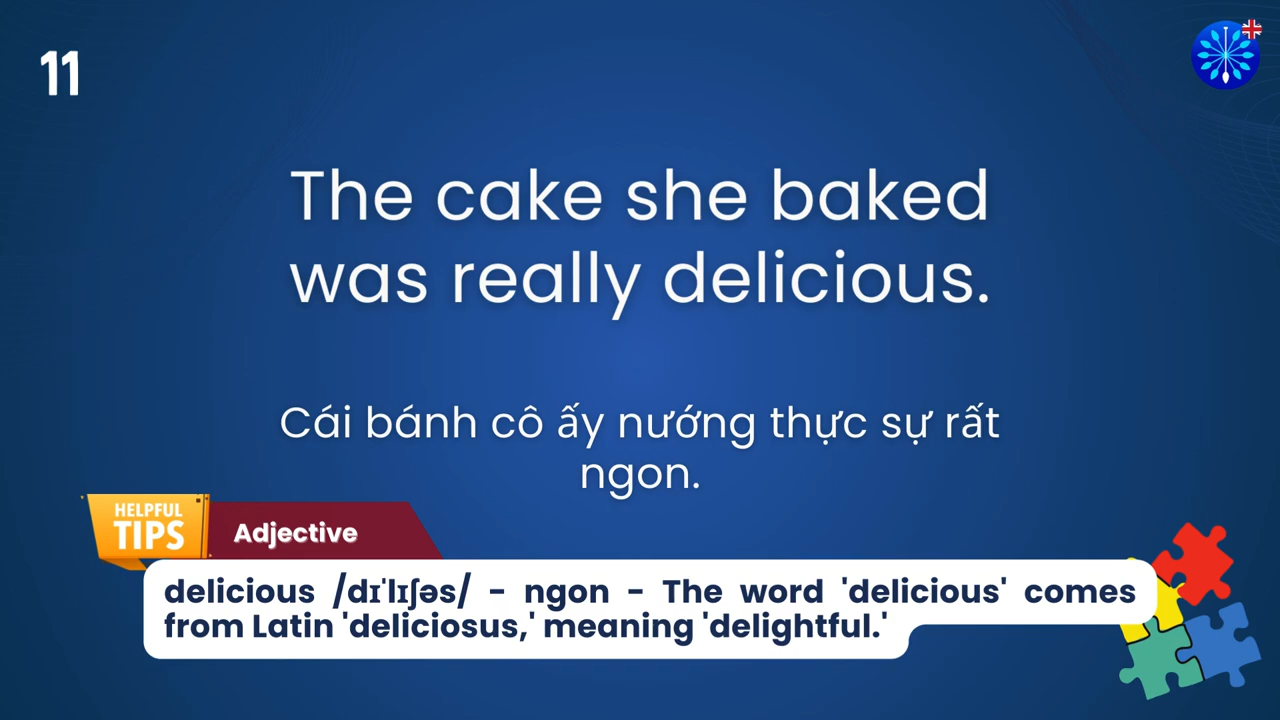 11
The cake she baked
was really delicious.
Cái bánh cô ấy nướng thực sự rất
ngon.
HELPFUL
TIPS
Adjective
delicious /dɪˈlɪʃəs/ - ngon - The word 'delicious' comes
from Latin 'deliciosus,' meaning 'delightful.'